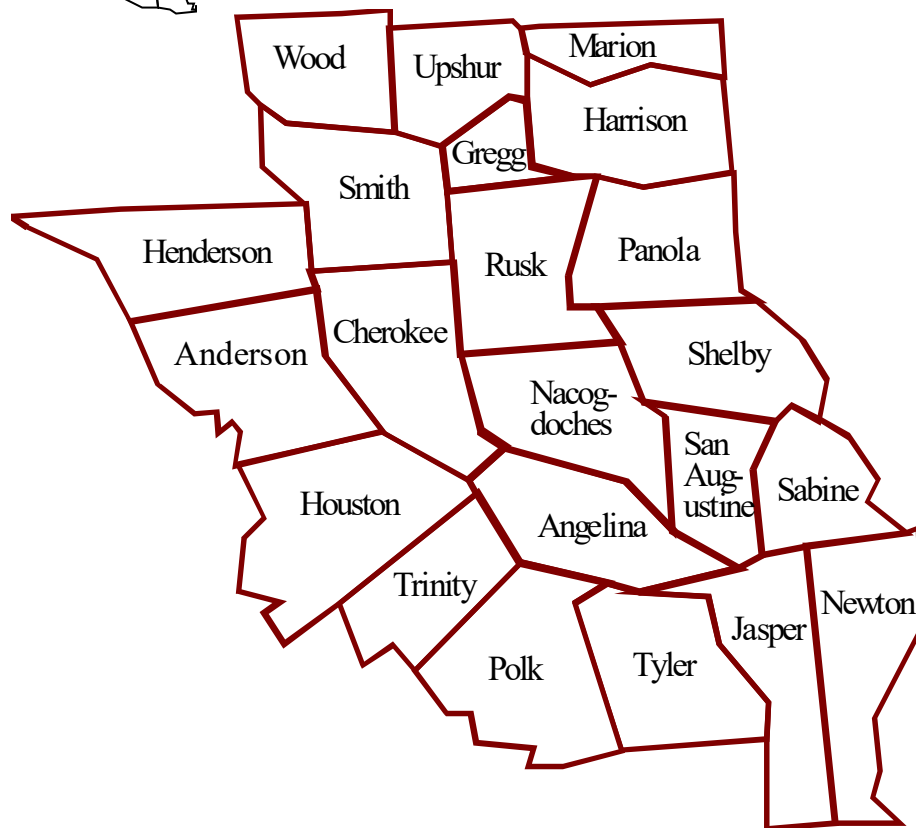 Wood
Upshur
Marion
Harrison
Gregg
Smith
Henderson
Rusk
Panola
Cherokee
Anderson
Shelby
Nacog-
doches
San
Aug-
ustine
Sabine
Houston
Angelina
Trinity
Newton
Jasper
Polk
Tyler